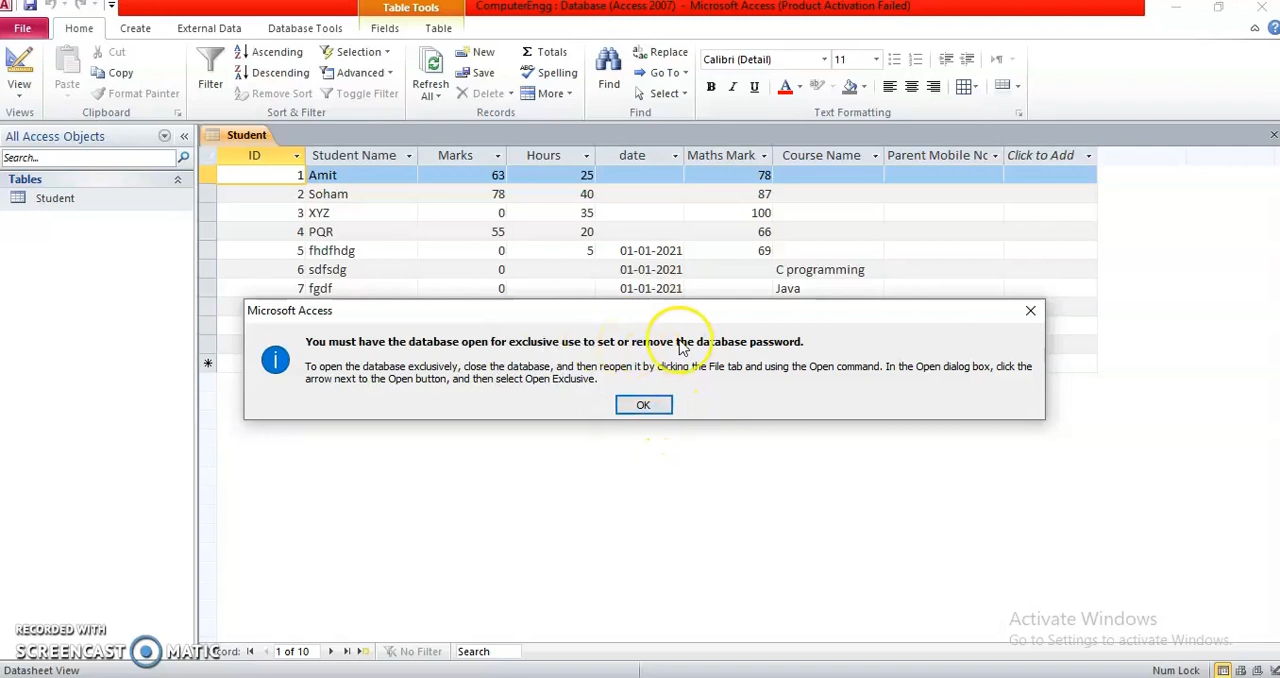 Table Tools
ComputerEngg : Database (Access 2007) - Microsoft Access (Product Activation Failed)
File Home Create External Data Database Tools Fields Table
View
Paste
Cut
Copy
Format Painter
Filter
Ascending
Descending
Remove Sort
Selection
Advanced
Toggle Filter
Refresh
All
New
Save
Delete
Totals
Spelling
More
Find
Replace
Go To
Select
Calibri (Detail) 11
B I U A
Views Clipboard Sort & Filter Records Find Text Formatting
All Access Objects
Search...
Tables
Student
Student
ID Student Name Marks Hours date Maths Mark Course Name Parent Mobile Nc Click to Add
1 Amit 63 25 78
2 Soham 78 40 87
3 XYZ 0 35 100
4 PQR 55 20 66
5 fhdfhdg 0 5 01-01-2021 69
6 sdfsdg 0 01-01-2021 C programming
7 fgdf 0 01-01-2021 Java
Microsoft Access
You must have the database open for exclusive use to set or remove the database password.
To open the database exclusively, close the database, and then reopen it by clicking the File tab and using the Open command. In the Open dialog box, click the
arrow next to the Open button, and then select Open Exclusive.
OK
Activate Windows
Go to Settings to activate Windows.
RECORDED WITH
SCREENCAST MATIC
cord: 1 of 10 No Filter Search
Datasheet View Num Lock